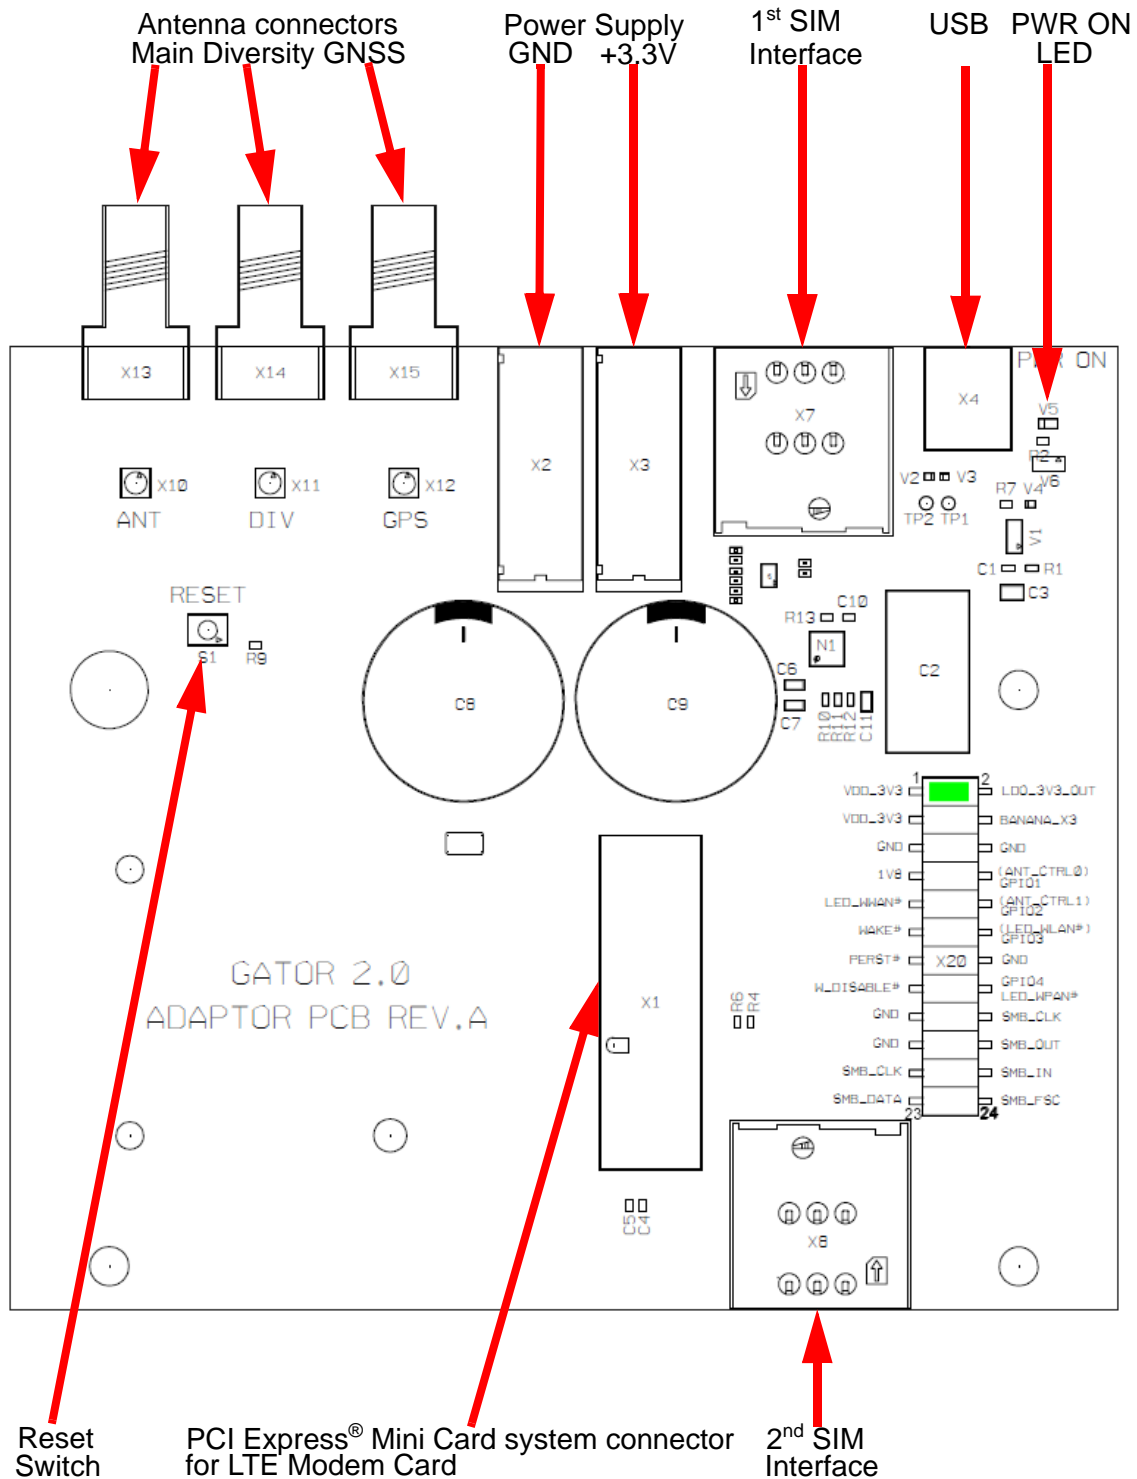 Antenna connectors
Main Diversity GNSS
Power Supply
GND +3.3V
1st SIM
Interface
USB
PWR ON
LED
X13
X14
X15
X2
X3
X7
X4
PWR ON
V5
R2
V6
X10
X11
X12
ANT
DIV
GPS
V2
V3
R7
V4
TP2
TP1
V1
C1
R1
C3
RESET
S1
R9
C8
C9
R13
C10
N1
C6
C7
R10
R11
R12
C11
C2
1
2
VDD_3V3
LDO_3V3_OUT
VDD_3V3
BANANA_X3
GND
GND
1V8
(ANT_CTRL0)
GPIO1
LED_WWAN#
(ANT_CTRL1)
GPIO2
WAKE#
(LED_WLAN#)
GPIO3
PERST#
X20
GND
W_DISABLE#
GPIO4
LED_WPAN#
GND
SMB_CLK
GND
SMB_OUT
SMB_CLK
SMB_IN
SMB_DATA
SMB_FSC
23
24
GATOR 2.0
ADAPTOR PCB REV.A
X1
R6
R4
C5
C4
X8
Reset
Switch
PCI Express® Mini Card system connector
for LTE Modem Card
2nd SIM
Interface